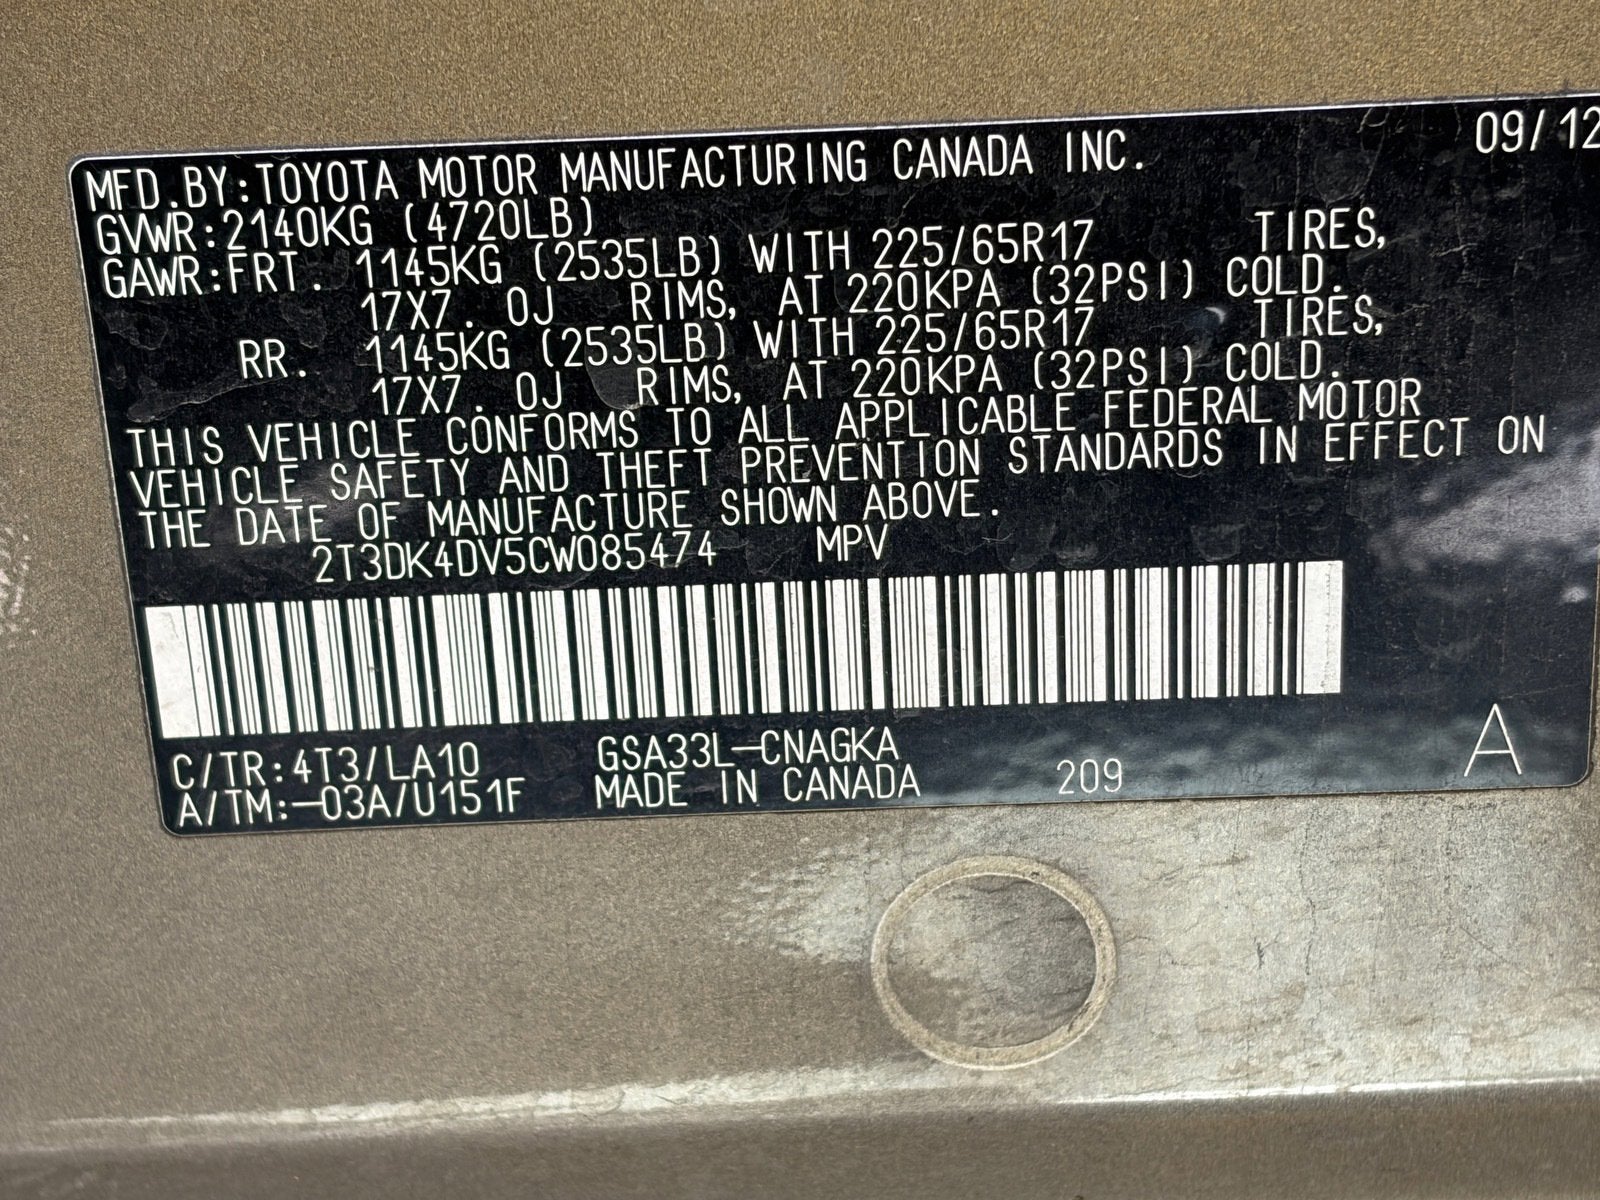 09/12
MFD.BY:TOYOTA MOTOR MANUFACTURING CANADA INC.
GVWR:2140KG (4720LB)
GAWR:FRT. 1145KG (2535LB) WITH 225/65R17 TIRES,
17X7.0J RIMS, AT 220KPA (32PSI) COLD.
RR. 1145KG (2535LB) WITH 225/65R17 TIRES,
17X7.0J RIMS, AT 220KPA (32PSI) COLD.
THIS VEHICLE CONFORMS TO ALL APPLICABLE FEDERAL MOTOR
VEHICLE SAFETY AND THEFT PREVENTION STANDARDS IN EFFECT ON
THE DATE OF MANUFACTURE SHOWN ABOVE.
2T3DK4DV5CW085474 MPV
C/TR:4T3/LA10 GSA33L-CNAGKA
A/TM:-03A/U151F MADE IN CANADA 209 A